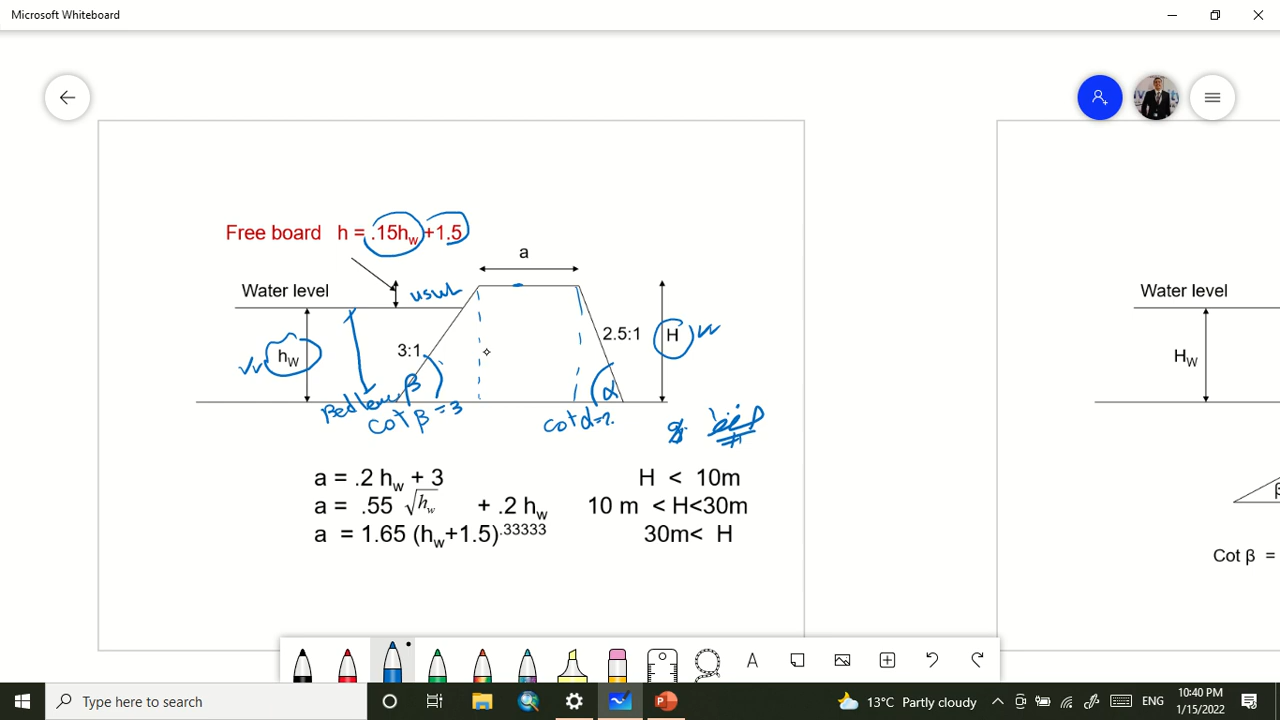 Microsoft Whiteboard
Free board h = .15hw +1.5
a
Water level
usul
3:1
2.5:1
H
hw
β
α
Bed level
cot β = 3
cot α = 2.
a = .2 hw + 3 H < 10m
a = .55 √hw + .2 hw 10 m < H<30m
a = 1.65 (hw+1.5).33333 30m< H
Water level
Hw
β
Cot β =
A
Type here to search
13°C Partly cloudy
ENG
10:40 PM
1/15/2022